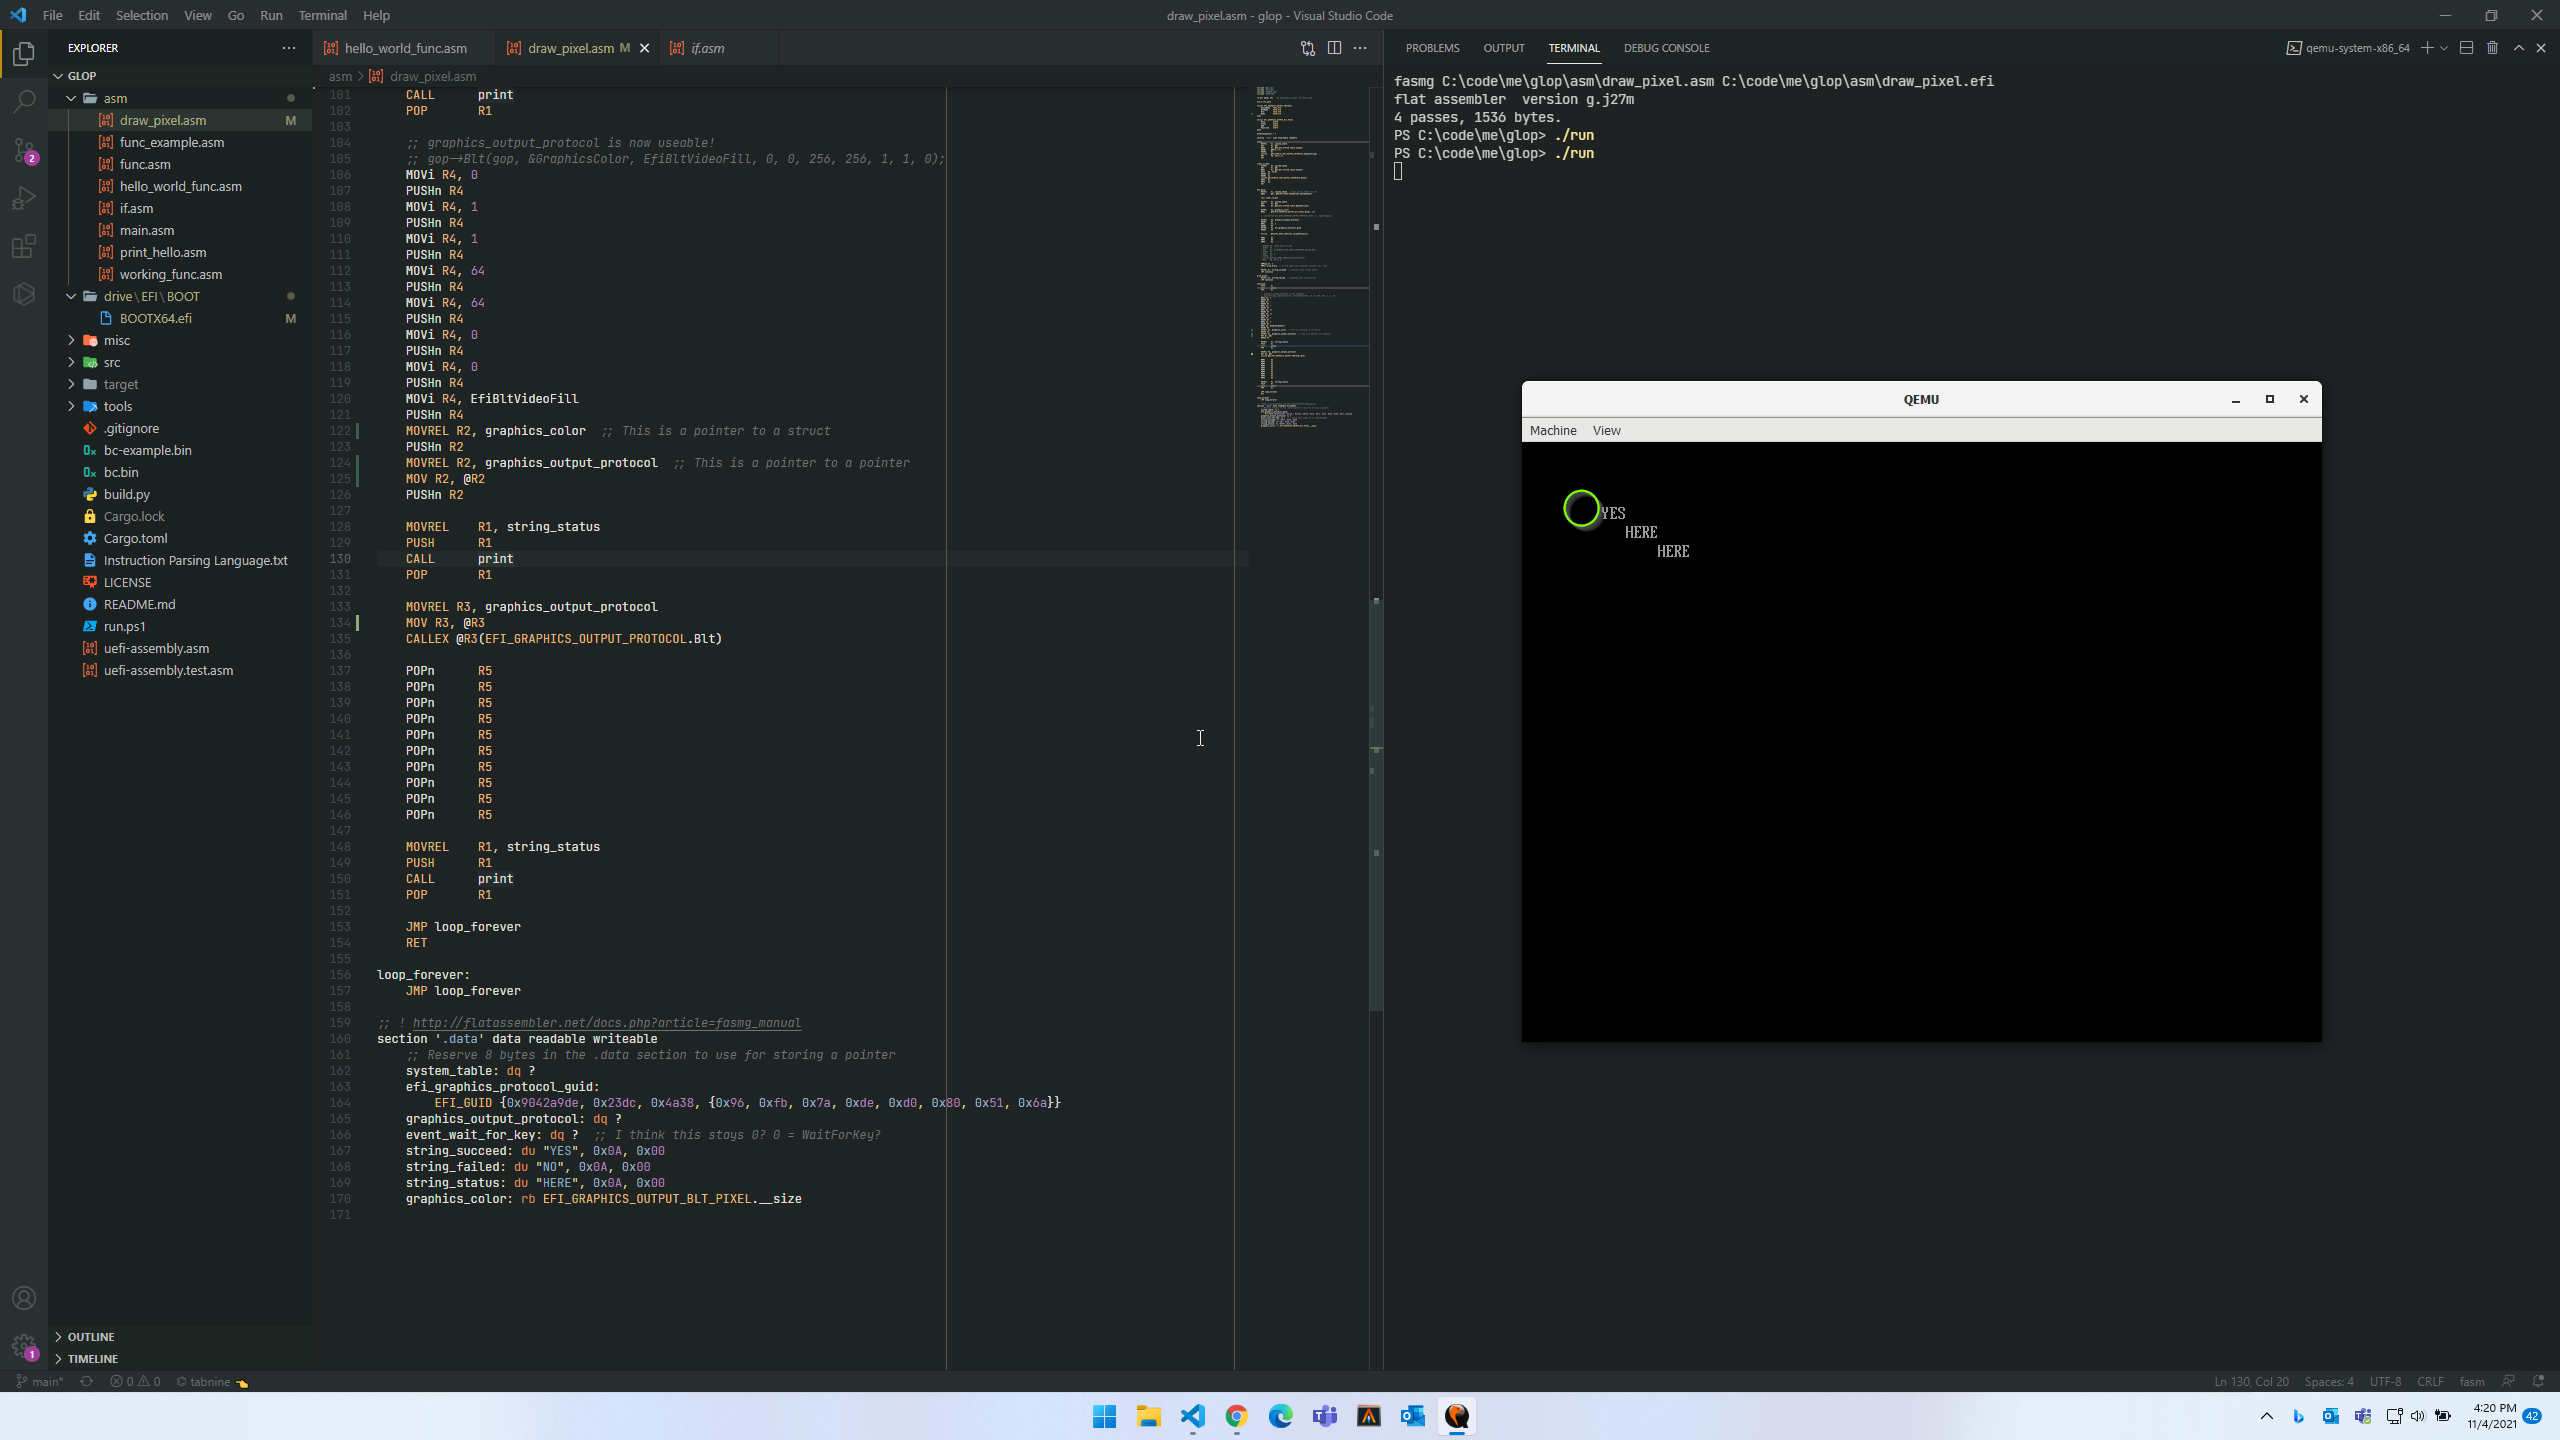 File Edit Selection View Go Run Terminal Help
draw_pixel.asm - glop - Visual Studio Code
EXPLORER
GLOP
asm
draw_pixel.asm M
func_example.asm
func.asm
hello_world_func.asm
if.asm
main.asm
print_hello.asm
working_func.asm
drive\EFI\BOOT
BOOTX64.efi M
misc
src
target
tools
.gitignore
bc-example.bin
bc.bin
build.py
Cargo.lock
Cargo.toml
Instruction Parsing Language.txt
LICENSE
README.md
run.ps1
uefi-assembly.asm
uefi-assembly.test.asm
OUTLINE
TIMELINE
2
1
hello_world_func.asm
draw_pixel.asm M
if.asm
asm > draw_pixel.asm
101 CALL print
102 POP R1
103
104 ;; graphics_output_protocol is now useable!
105 ;; gop->Blt(gop, &GraphicsColor, EfiBltVideoFill, 0, 0, 256, 256, 1, 1, 0);
106 MOVi R4, 0
107 PUSHn R4
108 MOVi R4, 1
109 PUSHn R4
110 MOVi R4, 1
111 PUSHn R4
112 MOVi R4, 64
113 PUSHn R4
114 MOVi R4, 64
115 PUSHn R4
116 MOVi R4, 0
117 PUSHn R4
118 MOVi R4, 0
119 PUSHn R4
120 MOVi R4, EfiBltVideoFill
121 PUSHn R4
122 MOVREL R2, graphics_color ;; This is a pointer to a struct
123 PUSHn R2
124 MOVREL R2, graphics_output_protocol ;; This is a pointer to a pointer
125 MOV R2, @R2
126 PUSHn R2
127
128 MOVREL R1, string_status
129 PUSH R1
130 CALL print
131 POP R1
132
133 MOVREL R3, graphics_output_protocol
134 MOV R3, @R3
135 CALLEX @R3(EFI_GRAPHICS_OUTPUT_PROTOCOL.Blt)
136
137 POPn R5
138 POPn R5
139 POPn R5
140 POPn R5
141 POPn R5
142 POPn R5
143 POPn R5
144 POPn R5
145 POPn R5
146 POPn R5
147
148 MOVREL R1, string_status
149 PUSH R1
150 CALL print
151 POP R1
152
153 JMP loop_forever
154 RET
155
156 loop_forever:
157 JMP loop_forever
158
159 ;; ! http://flatassembler.net/docs.php?article=fasmg_manual
160 section '.data' data readable writeable
161 ;; Reserve 8 bytes in the .data section to use for storing a pointer
162 system_table: dq ?
163 efi_graphics_protocol_guid:
164 EFI_GUID {0x9042a9de, 0x23dc, 0x4a38, {0x96, 0xfb, 0x7a, 0xde, 0xd0, 0x80, 0x51, 0x6a}}
165 graphics_output_protocol: dq ?
166 event_wait_for_key: dq ? ;; I think this stays 0? 0 = WaitForKey?
167 string_succeed: du "YES", 0x0A, 0x00
168 string_failed: du "NO", 0x0A, 0x00
169 string_status: du "HERE", 0x0A, 0x00
170 graphics_color: rb EFI_GRAPHICS_OUTPUT_BLT_PIXEL.__size
171
PROBLEMS OUTPUT TERMINAL DEBUG CONSOLE
qemu-system-x86_64
fasmg C:\code\me\glop\asm\draw_pixel.asm C:\code\me\glop\asm\draw_pixel.efi
flat assembler version g.j27m
4 passes, 1536 bytes.
PS C:\code\me\glop> ./run
PS C:\code\me\glop> ./run
QEMU
Machine View
YES
HERE
HERE
main* 0 0 tabnine
Ln 130, Col 20 Spaces: 4 UTF-8 CRLF fasm
4:20 PM
11/4/2021
42